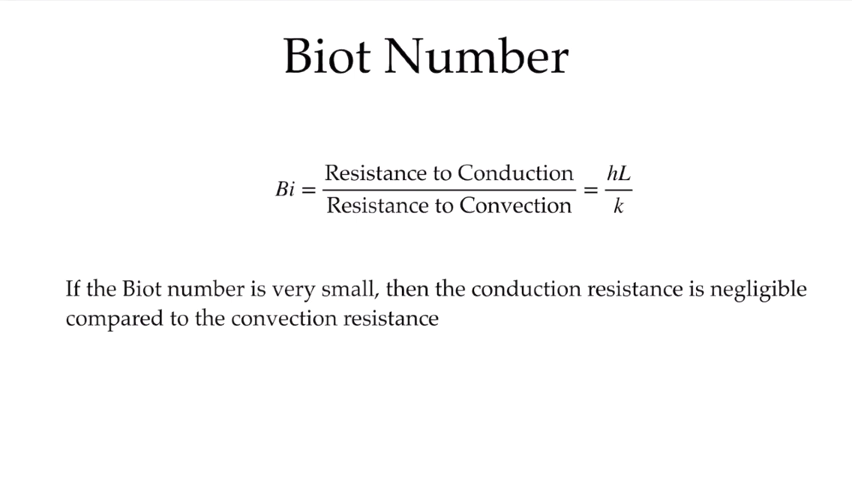 Biot Number
Bi = Resistance to Conduction / Resistance to Convection = hL / k
If the Biot number is very small, then the conduction resistance is negligible
compared to the convection resistance